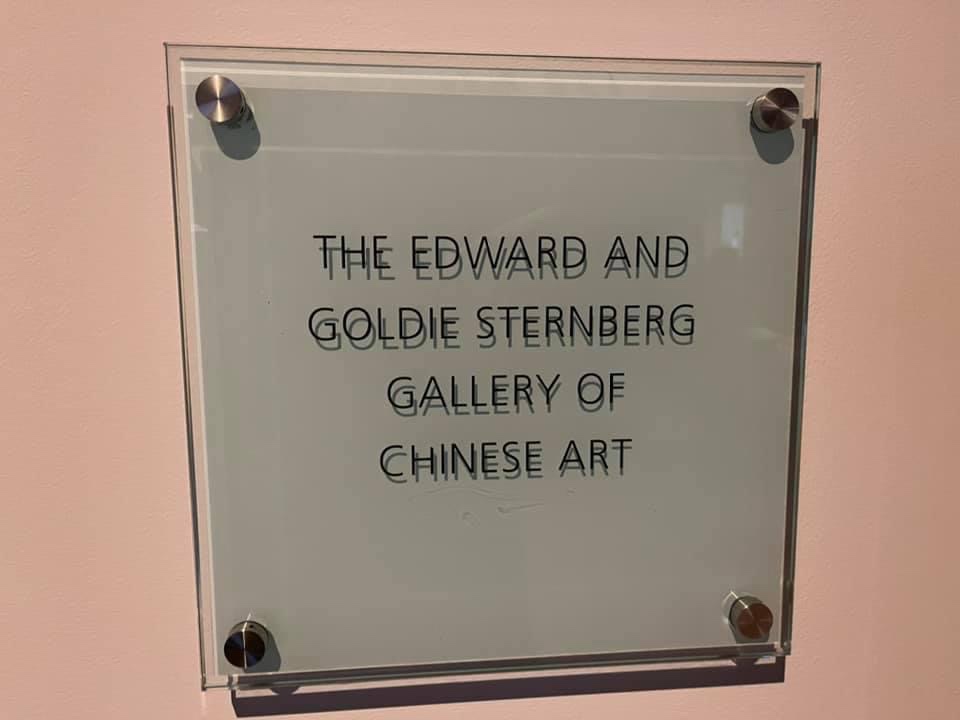 THE EDWARD AND
GOLDIE STERNBERG
GALLERY OF
CHINESE ART